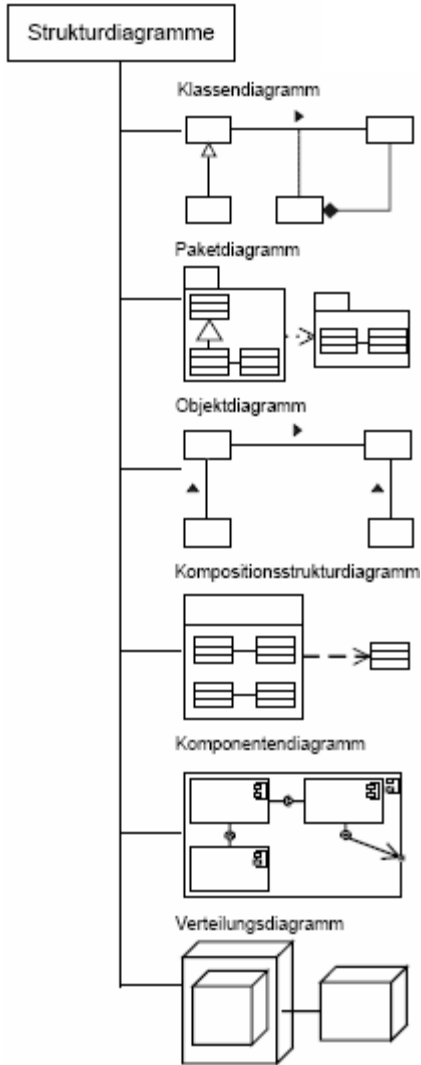 Strukturdiagramme
Klassendiagramm
Paketdiagramm
Objektdiagramm
Kompositionsstrukturdiagramm
Komponentendiagramm
Verteilungsdiagramm